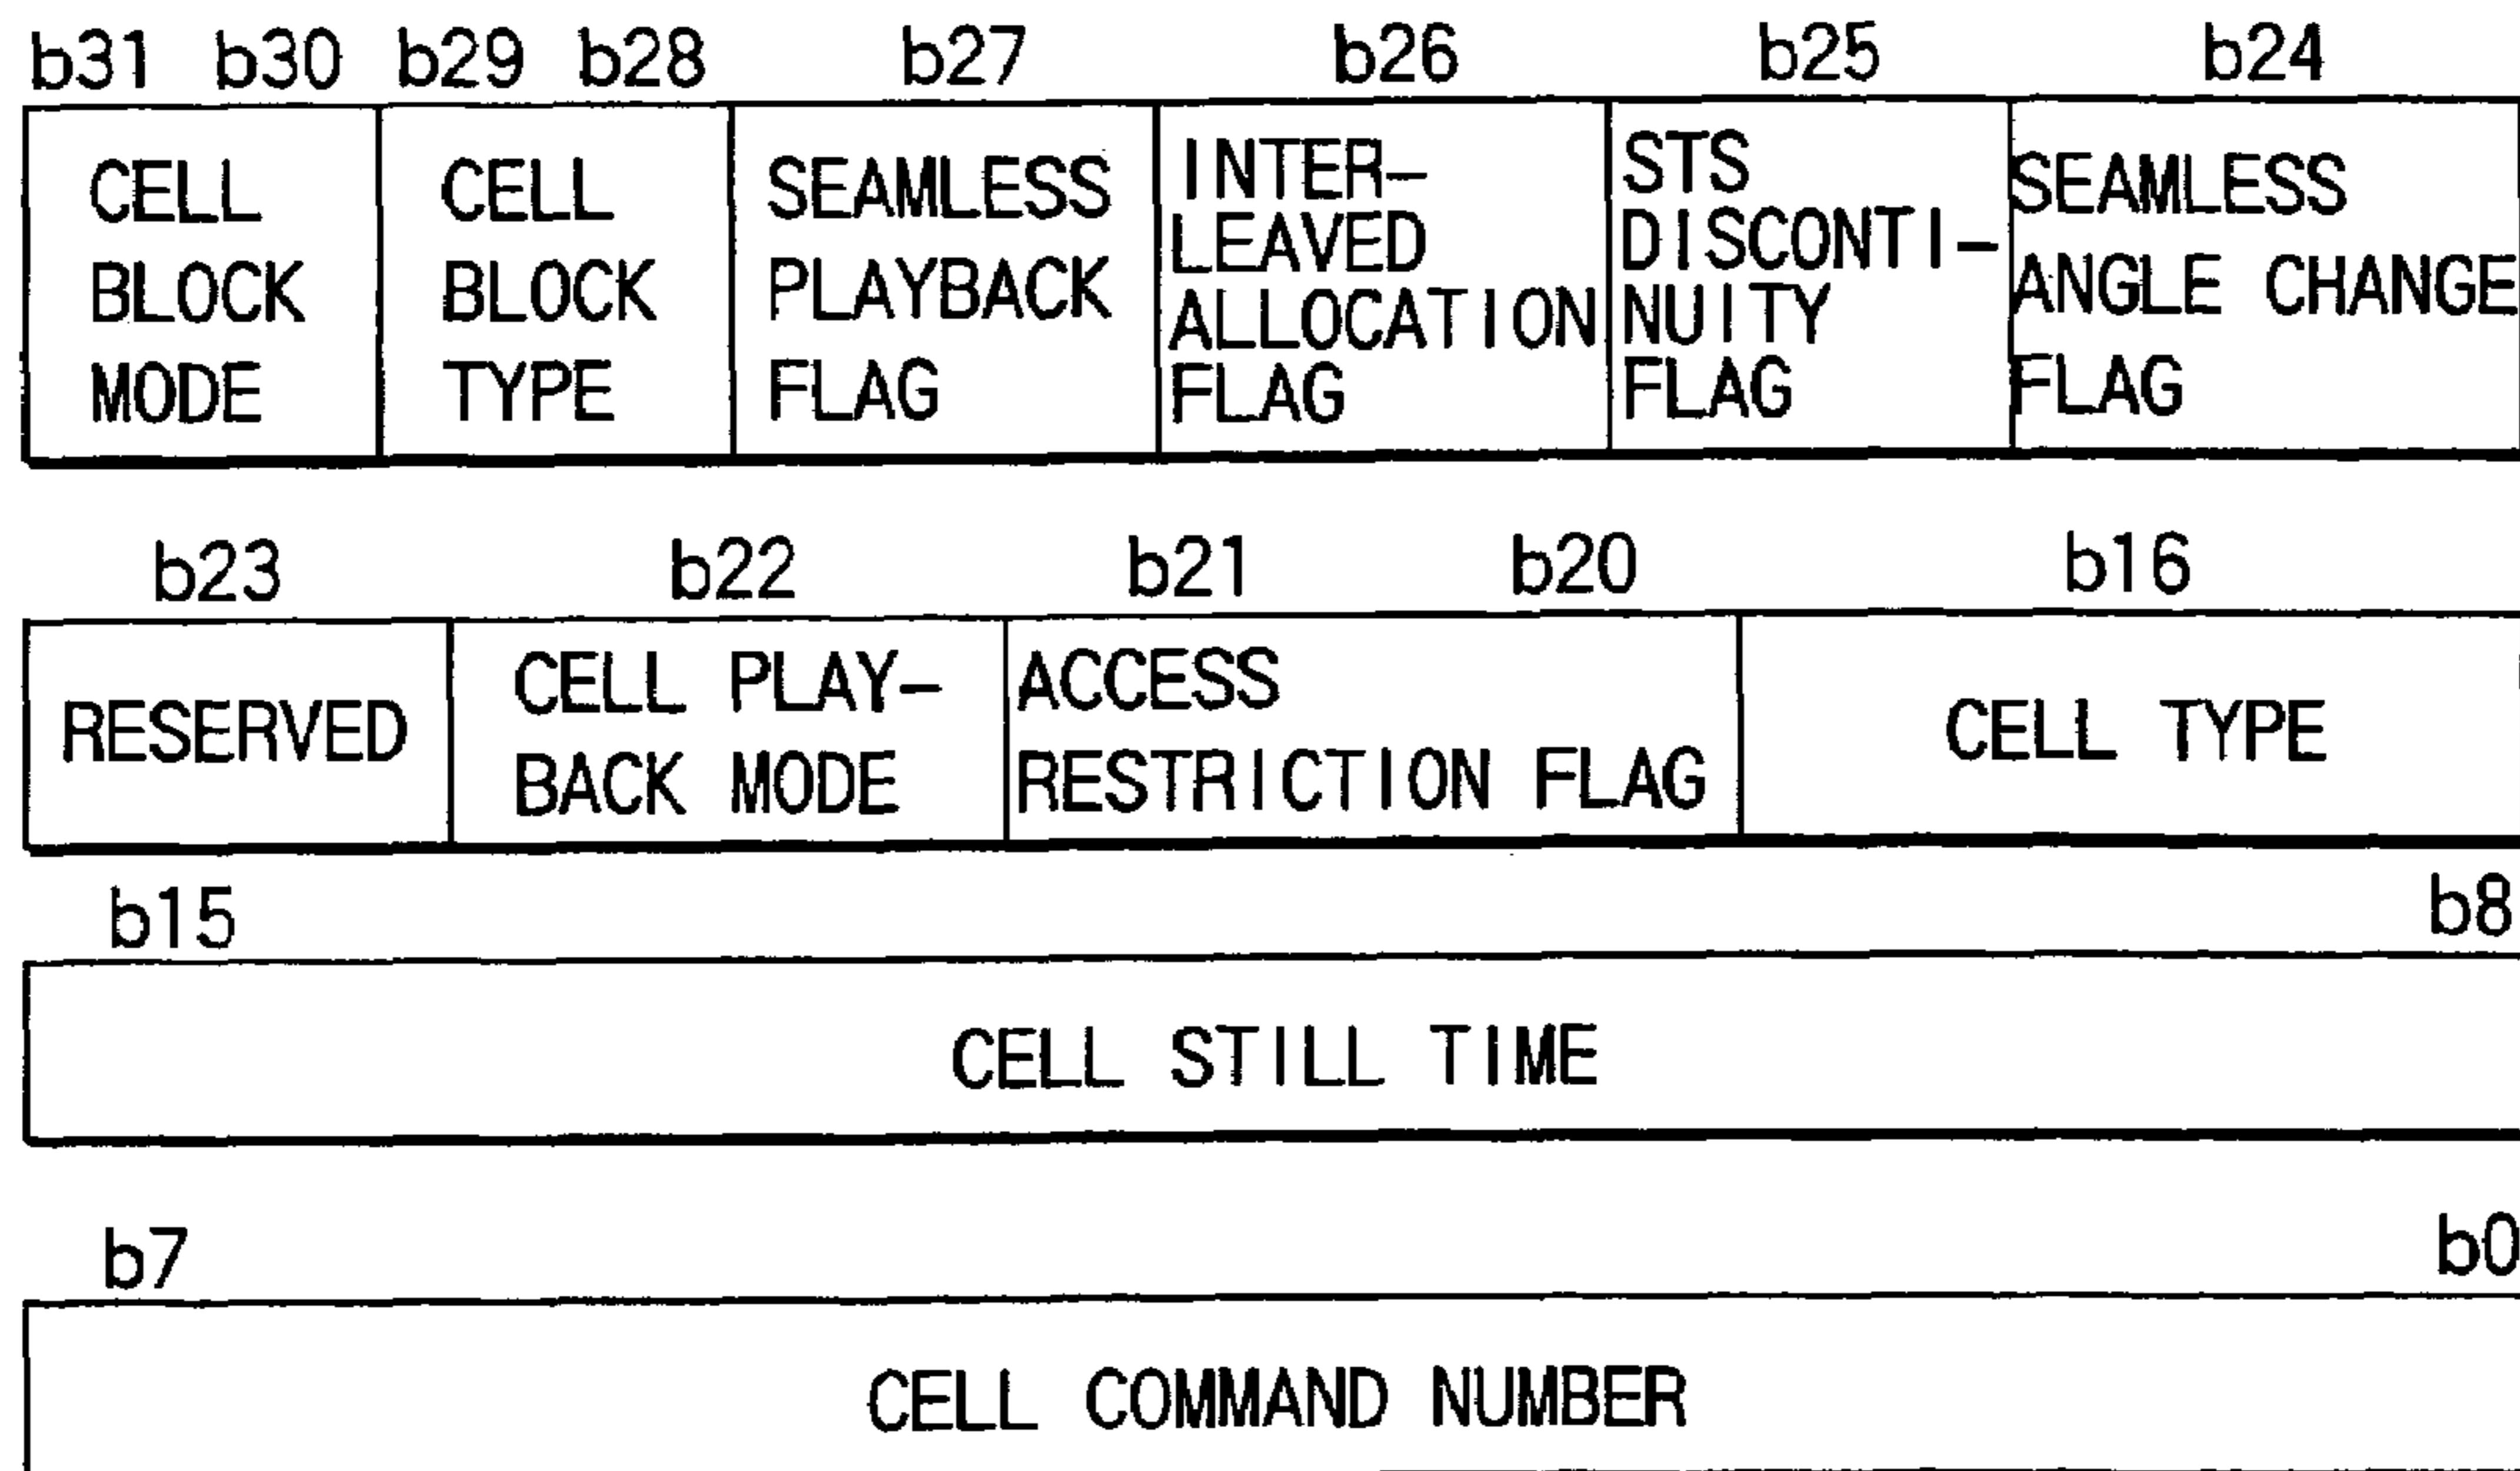 b31 b30 b29 b28 b27 b26 b25 b24
CELL
BLOCK
MODE
CELL
BLOCK
TYPE
SEAMLESS
PLAYBACK
FLAG
INTER-
LEAVED
ALLOCATION
FLAG
STS
DISCONTI-
NUITY
FLAG
SEAMLESS
ANGLE CHANGE
FLAG
b23 b22 b21 b20 b16
RESERVED
CELL PLAY-
BACK MODE
ACCESS
RESTRICTION FLAG
CELL TYPE
b15 b8
CELL STILL TIME
b7 b0
CELL COMMAND NUMBER